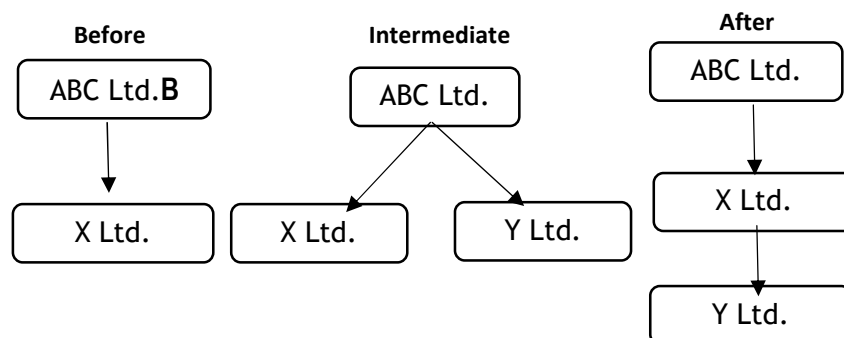 Before
ABC Ltd.B
X Ltd.
Intermediate
ABC Ltd.
X Ltd.
Y Ltd.
After
ABC Ltd.
X Ltd.
Y Ltd.